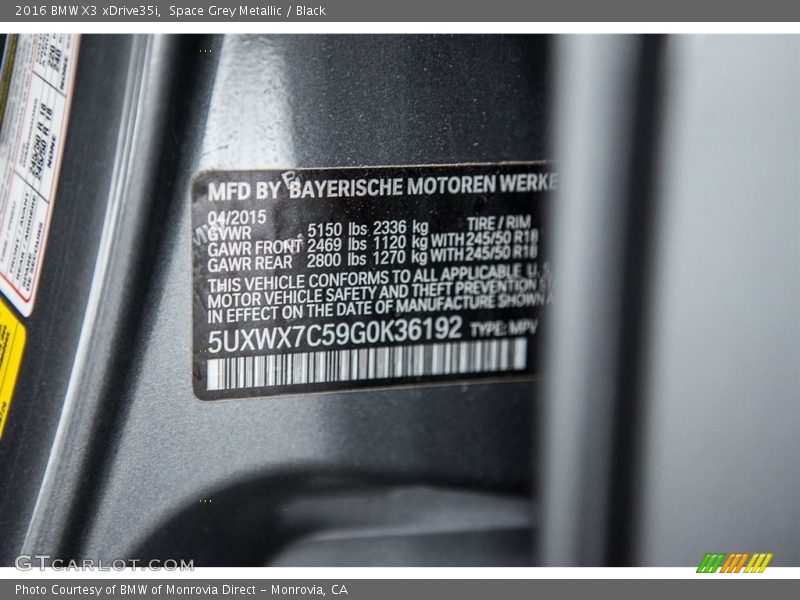 2016 BMW X3 xDrive35i, Space Grey Metallic / Black
MFD BY BAYERISCHE MOTOREN WERKE
04/2015
TIRE / RIM
GVWR 5150 lbs 2336 kg
GAWR FRONT 2469 lbs 1120 kg WITH 245/50 R18
GAWR REAR 2800 lbs 1270 kg WITH 245/50 R18
THIS VEHICLE CONFORMS TO ALL APPLICABLE U.
MOTOR VEHICLE SAFETY AND THEFT PREVENTION
IN EFFECT ON THE DATE OF MANUFACTURE SHOWN A
5UXWX7C59G0K36192 TYPE: MPV
NONE
NONE
GTCARLOT.COM
Photo Courtesy of BMW of Monrovia Direct - Monrovia, CA